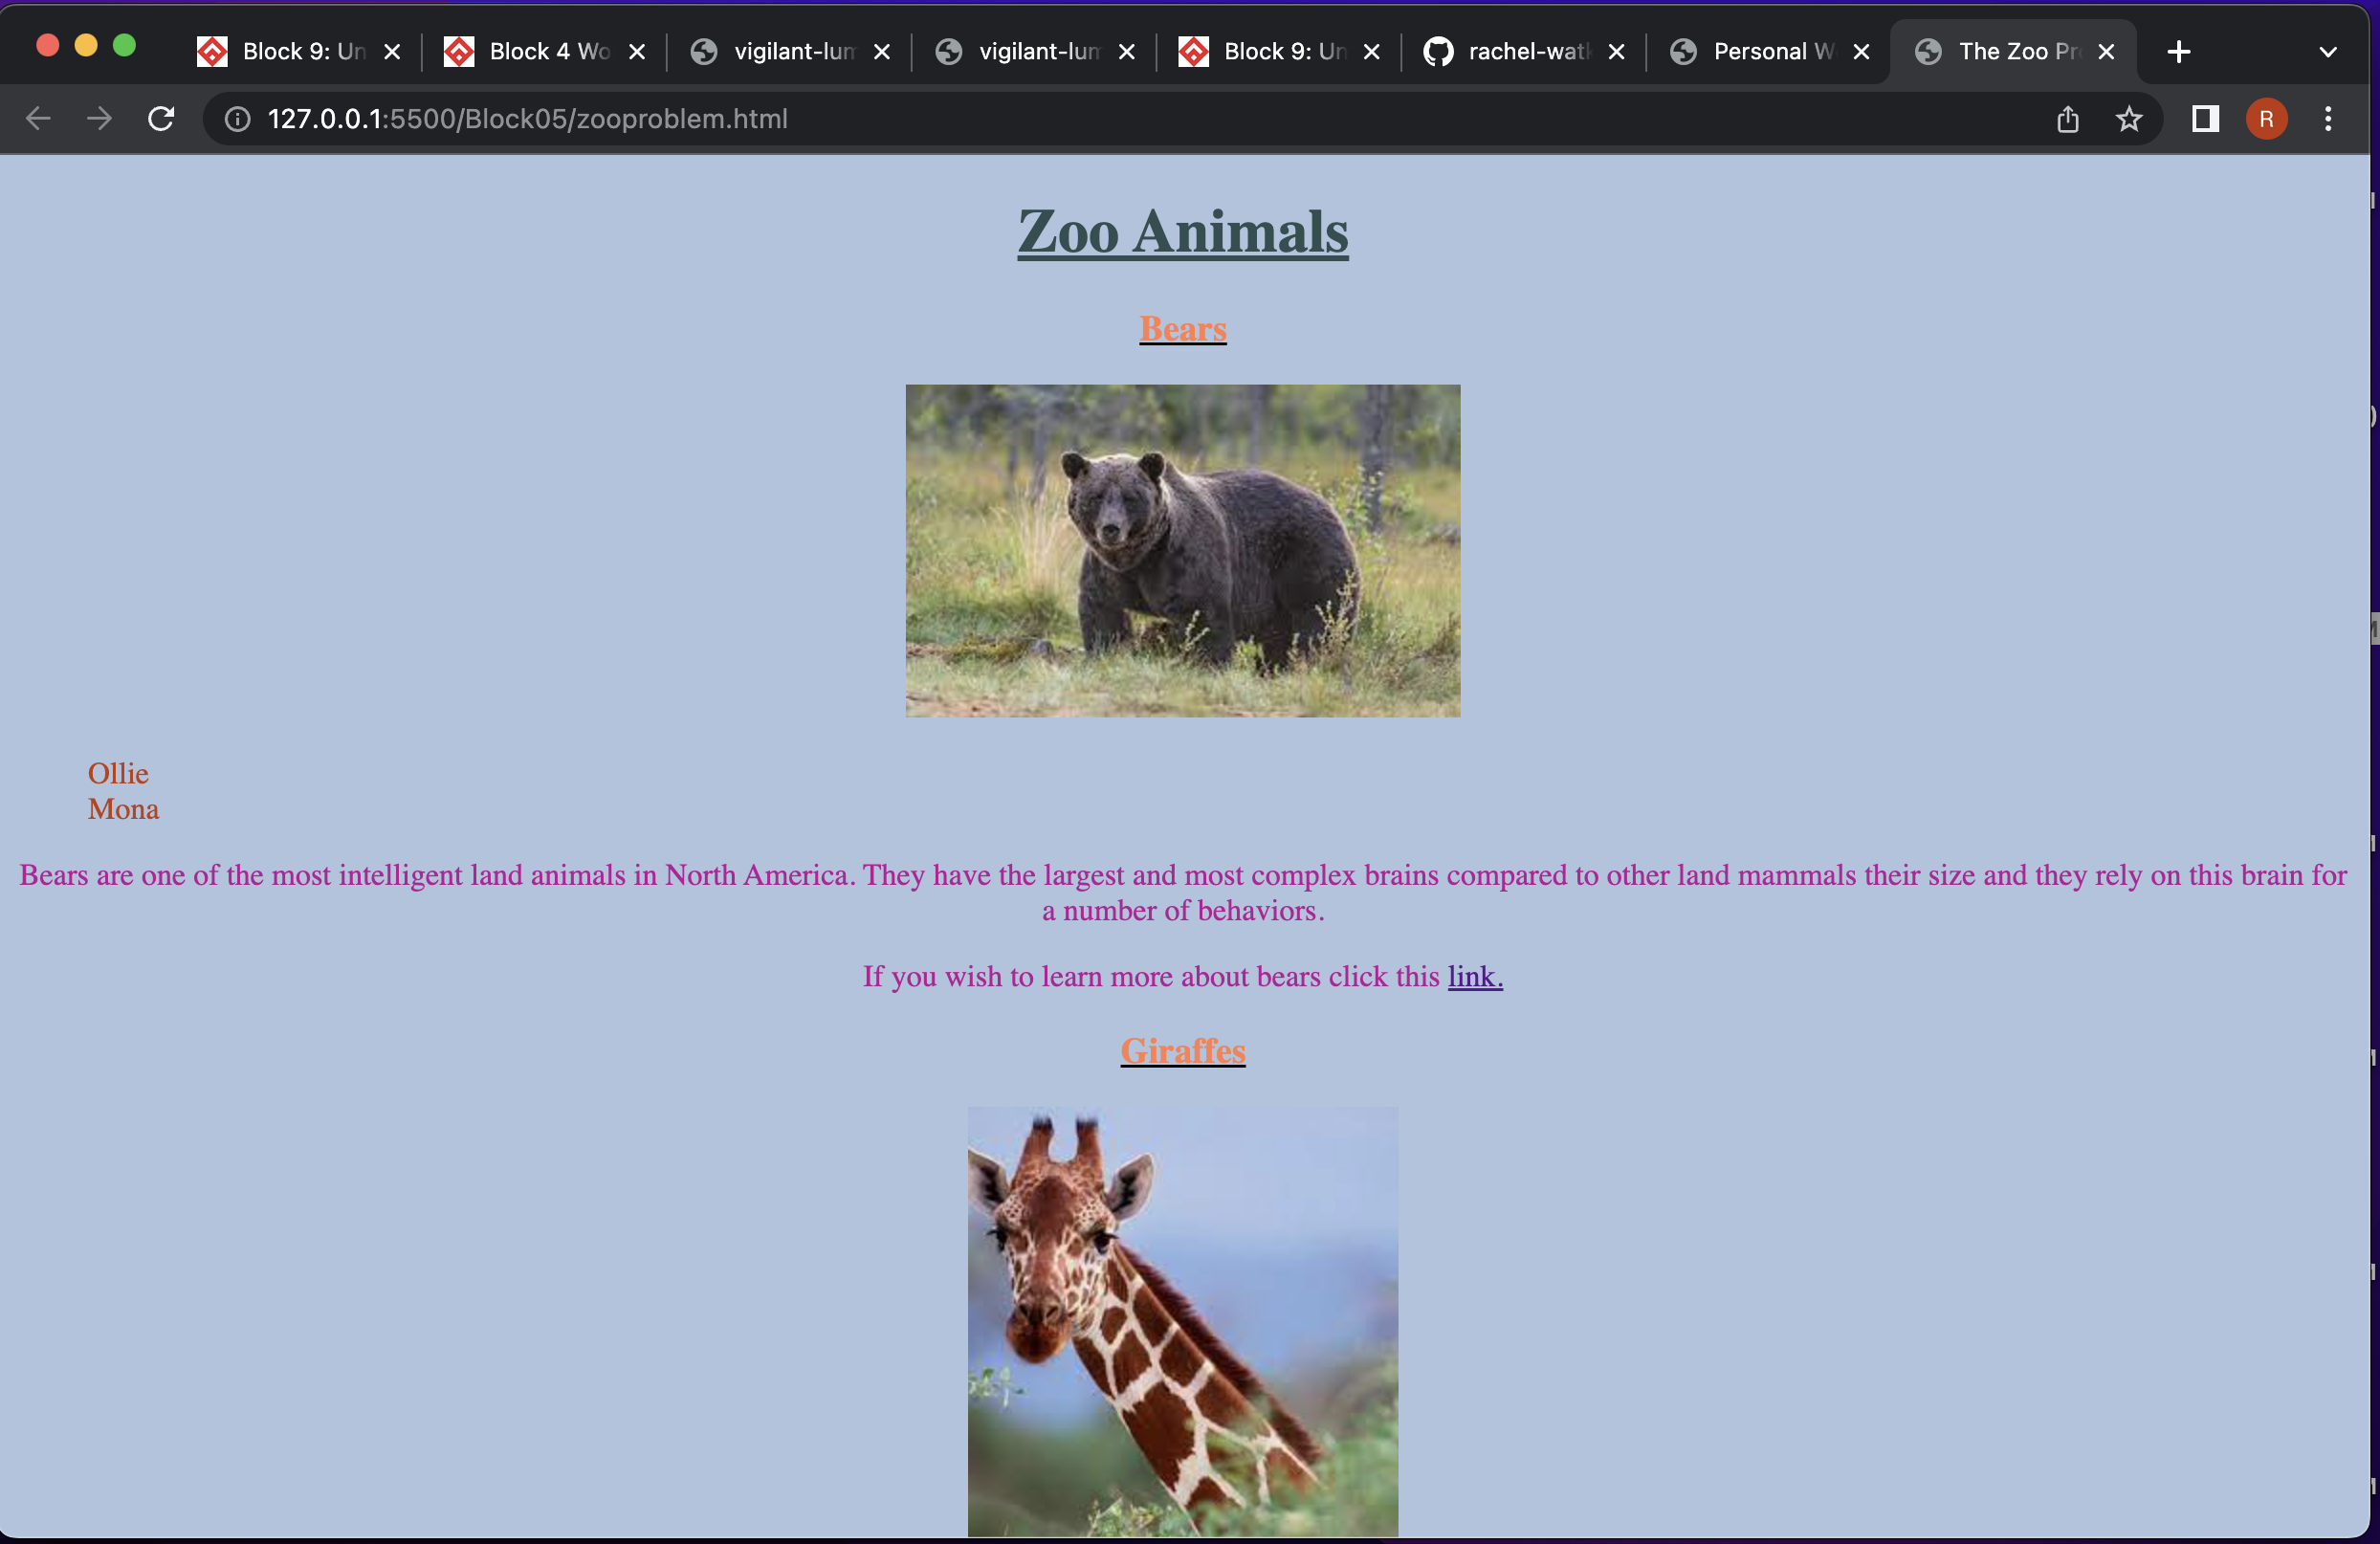 Block 9: Un
Block 4 Wo
vigilant-lum
vigilant-lum
Block 9: Un
rachel-watk
Personal W
The Zoo Pr
127.0.0.1:5500/Block05/zooproblem.html
R
Zoo Animals
Bears
Ollie
Mona
Bears are one of the most intelligent land animals in North America. They have the largest and most complex brains compared to other land mammals their size and they rely on this brain for
a number of behaviors.
If you wish to learn more about bears click this link.
Giraffes